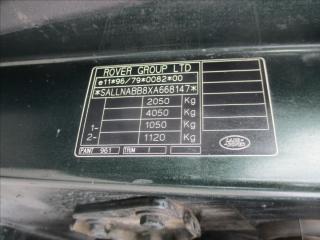 ROVER GROUP LTD
e11*96/79*0082*00
*SALLNABB8XA668147*
2050 Kg
4050 Kg
1- 1050 Kg
2- 1120 Kg
PAINT 961 TRIM